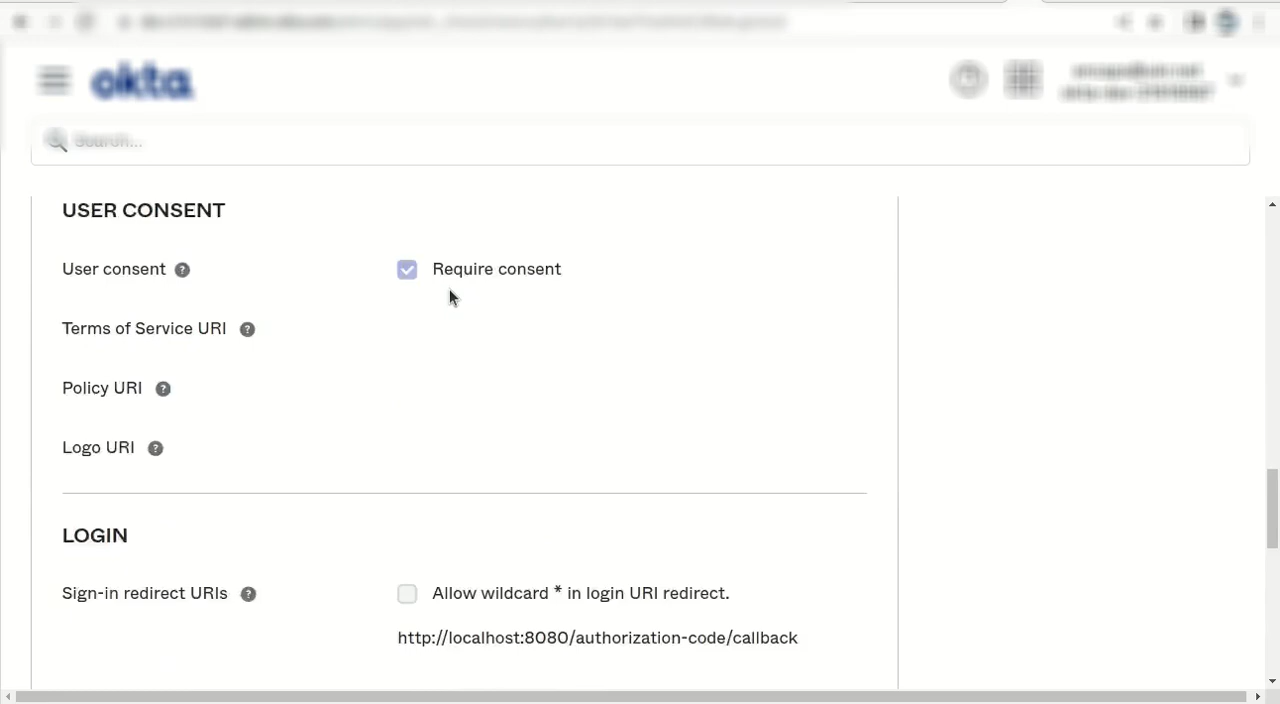 okta
Search...
USER CONSENT
User consent
Require consent
Terms of Service URI
Policy URI
Logo URI
LOGIN
Sign-in redirect URIs
Allow wildcard * in login URI redirect.
http://localhost:8080/authorization-code/callback